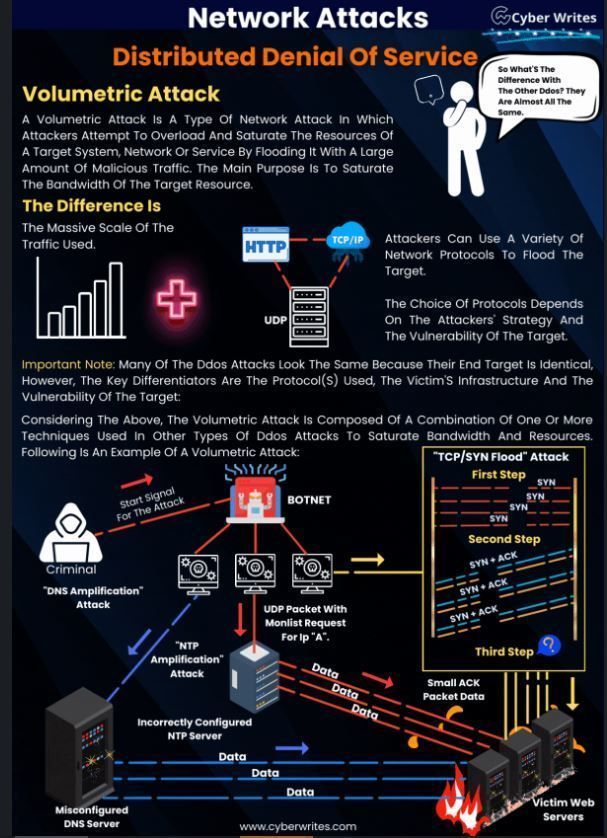 Network Attacks
Cyber Writes
Distributed Denial Of Service
So What'S The
Difference With
The Other Ddos? They
Are Almost All The
Same.
Volumetric Attack
A Volumetric Attack Is A Type Of Network Attack In Which
Attackers Attempt To Overload And Saturate The Resources Of
A Target System, Network Or Service By Flooding It With A Large
Amount Of Malicious Traffic. The Main Purpose Is To Saturate
The Bandwidth Of The Target Resource.
The Difference Is
The Massive Scale Of The
Traffic Used.
HTTP
TCP/IP
UDP
Attackers Can Use A Variety Of
Network Protocols To Flood The
Target.
The Choice Of Protocols Depends
On The Attackers' Strategy And
The Vulnerability Of The Target.
Important Note: Many Of The Ddos Attacks Look The Same Because Their End Target Is Identical,
However, The Key Differentiators Are The Protocol(S) Used, The Victim'S Infrastructure And The
Vulnerability Of The Target:
Considering The Above, The Volumetric Attack Is Composed Of A Combination Of One Or More
Techniques Used In Other Types Of Ddos Attacks To Saturate Bandwidth And Resources.
Following Is An Example Of A Volumetric Attack:
"TCP/SYN Flood" Attack
First Step
SYN
SYN
SYN
SYN
Second Step
SYN + ACK
SYN + ACK
SYN + ACK
Third Step
?
Start Signal
For The Attack
BOTNET
Criminal
"DNS Amplification"
Attack
UDP Packet With
Monlist Request
For Ip "A".
"NTP
Amplification"
Attack
Data
Data
Data
Small ACK
Packet Data
Incorrectly Configured
NTP Server
Data
Data
Data
Misconfigured
DNS Server
Victim Web
Servers
www.cyberwrites.com